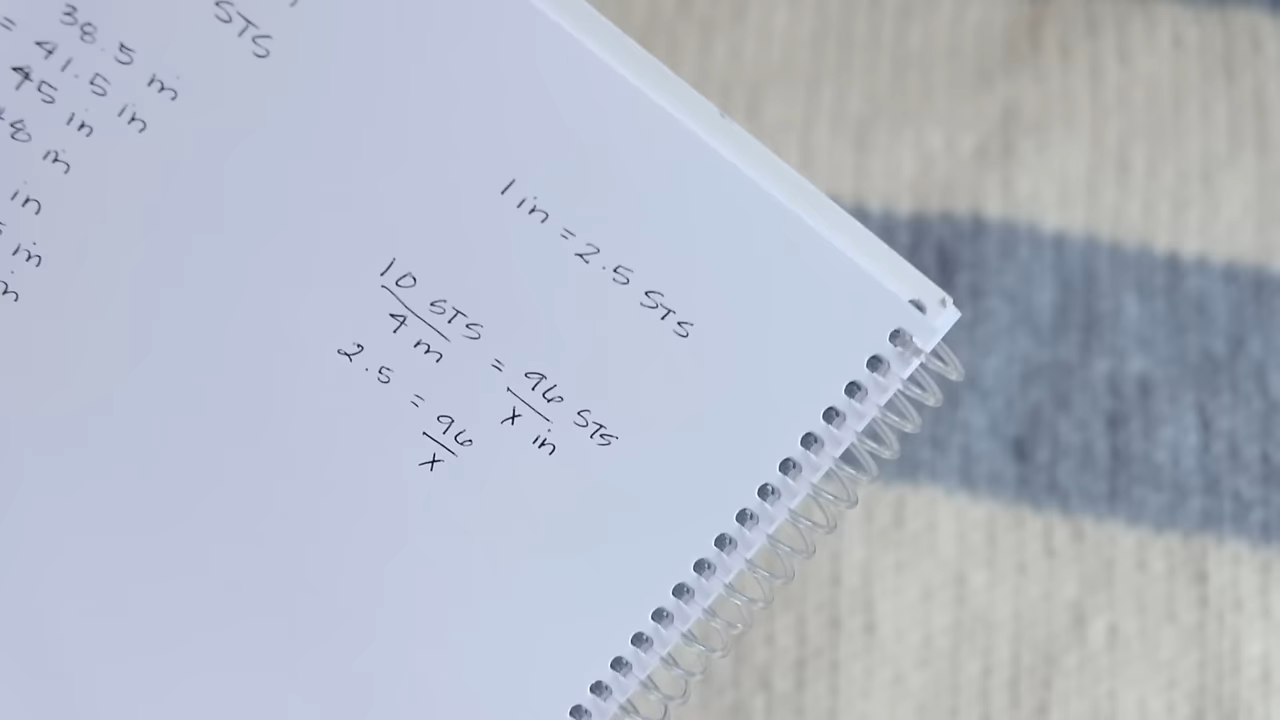 STS
38.5 in
= 41.5 in
45 in
8 in
in
in
1 in = 2.5 STS
10 STS
4 in
= 96 STS
x in
2.5 = 96
x